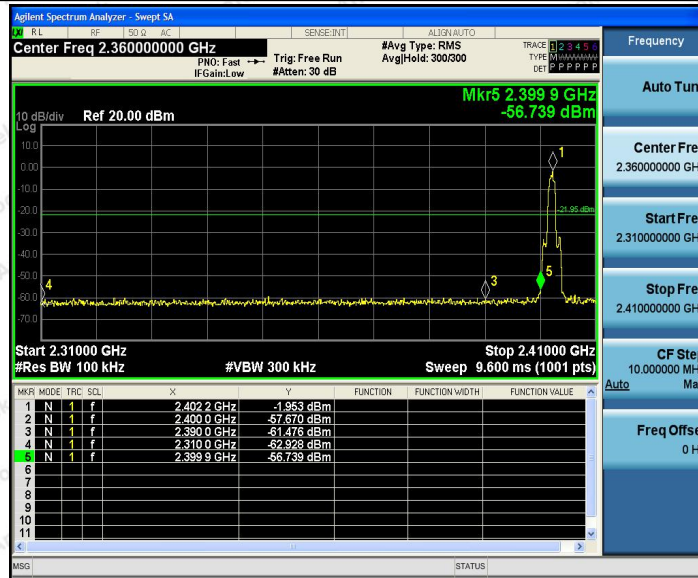 Agilent Spectrum Analyzer - Swept SA
RL RF 50 Ω AC SENSE:INT ALIGN AUTO
Center Freq 2.360000000 GHz
PNO: Fast
IFGain:Low
Trig: Free Run
#Atten: 30 dB
#Avg Type: RMS
Avg|Hold: 300/300
TRACE 1 2 3 4 5 6
TYPE M
DET P P P P P P
Mkr5 2.399 9 GHz
-56.739 dBm
10 dB/div Ref 20.00 dBm
Log
10.0
0.00
-10.0
-20.0
-30.0
-40.0
-50.0
-60.0
-70.0
1
-21.95 dBm
3
4
5
Start 2.31000 GHz Stop 2.41000 GHz
#Res BW 100 kHz #VBW 300 kHz Sweep 9.600 ms (1001 pts)
MKR MODE TRC SCL X Y FUNCTION FUNCTION WIDTH FUNCTION VALUE
1 N 1 f 2.402 2 GHz -1.953 dBm
2 N 1 f 2.400 0 GHz -57.670 dBm
3 N 1 f 2.390 0 GHz -61.476 dBm
4 N 1 f 2.310 0 GHz -62.928 dBm
5 N 1 f 2.399 9 GHz -56.739 dBm
6
7
8
9
10
11
MSG STATUS
Frequency
Auto Tun
Center Fre
2.360000000 GH
Start Fre
2.310000000 GH
Stop Fre
2.410000000 GH
CF Ste
10.000000 MH
Auto Ma
Freq Offse
0 H